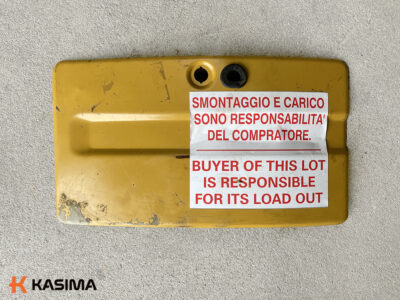 SMONTAGGIO E CARICO
SONO RESPONSABILITA'
DEL COMPRATORE.
BUYER OF THIS LOT
IS RESPONSIBLE
FOR ITS LOAD OUT
KASIMA